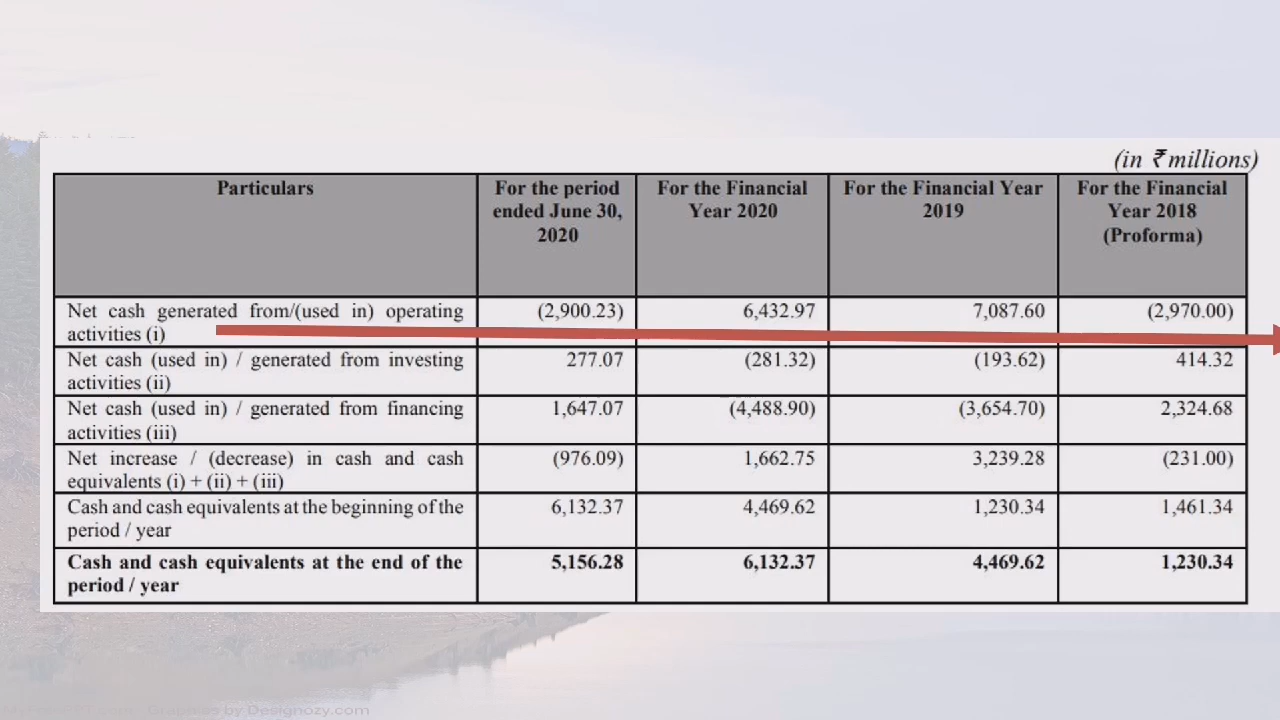 (in ₹ millions)
Particulars
For the period
ended June 30,
2020
For the Financial
Year 2020
For the Financial Year
2019
For the Financial
Year 2018
(Proforma)
Net cash generated from/(used in) operating
activities (i)
(2,900.23)
6,432.97
7,087.60
(2,970.00)
Net cash (used in) / generated from investing
activities (ii)
277.07
(281.32)
(193.62)
414.32
Net cash (used in) / generated from financing
activities (iii)
1,647.07
(4,488.90)
(3,654.70)
2,324.68
Net increase / (decrease) in cash and cash
equivalents (i) + (ii) + (iii)
(976.09)
1,662.75
3,239.28
(231.00)
Cash and cash equivalents at the beginning of the
period / year
6,132.37
4,469.62
1,230.34
1,461.34
Cash and cash equivalents at the end of the
period / year
5,156.28
6,132.37
4,469.62
1,230.34
by Designozy.com